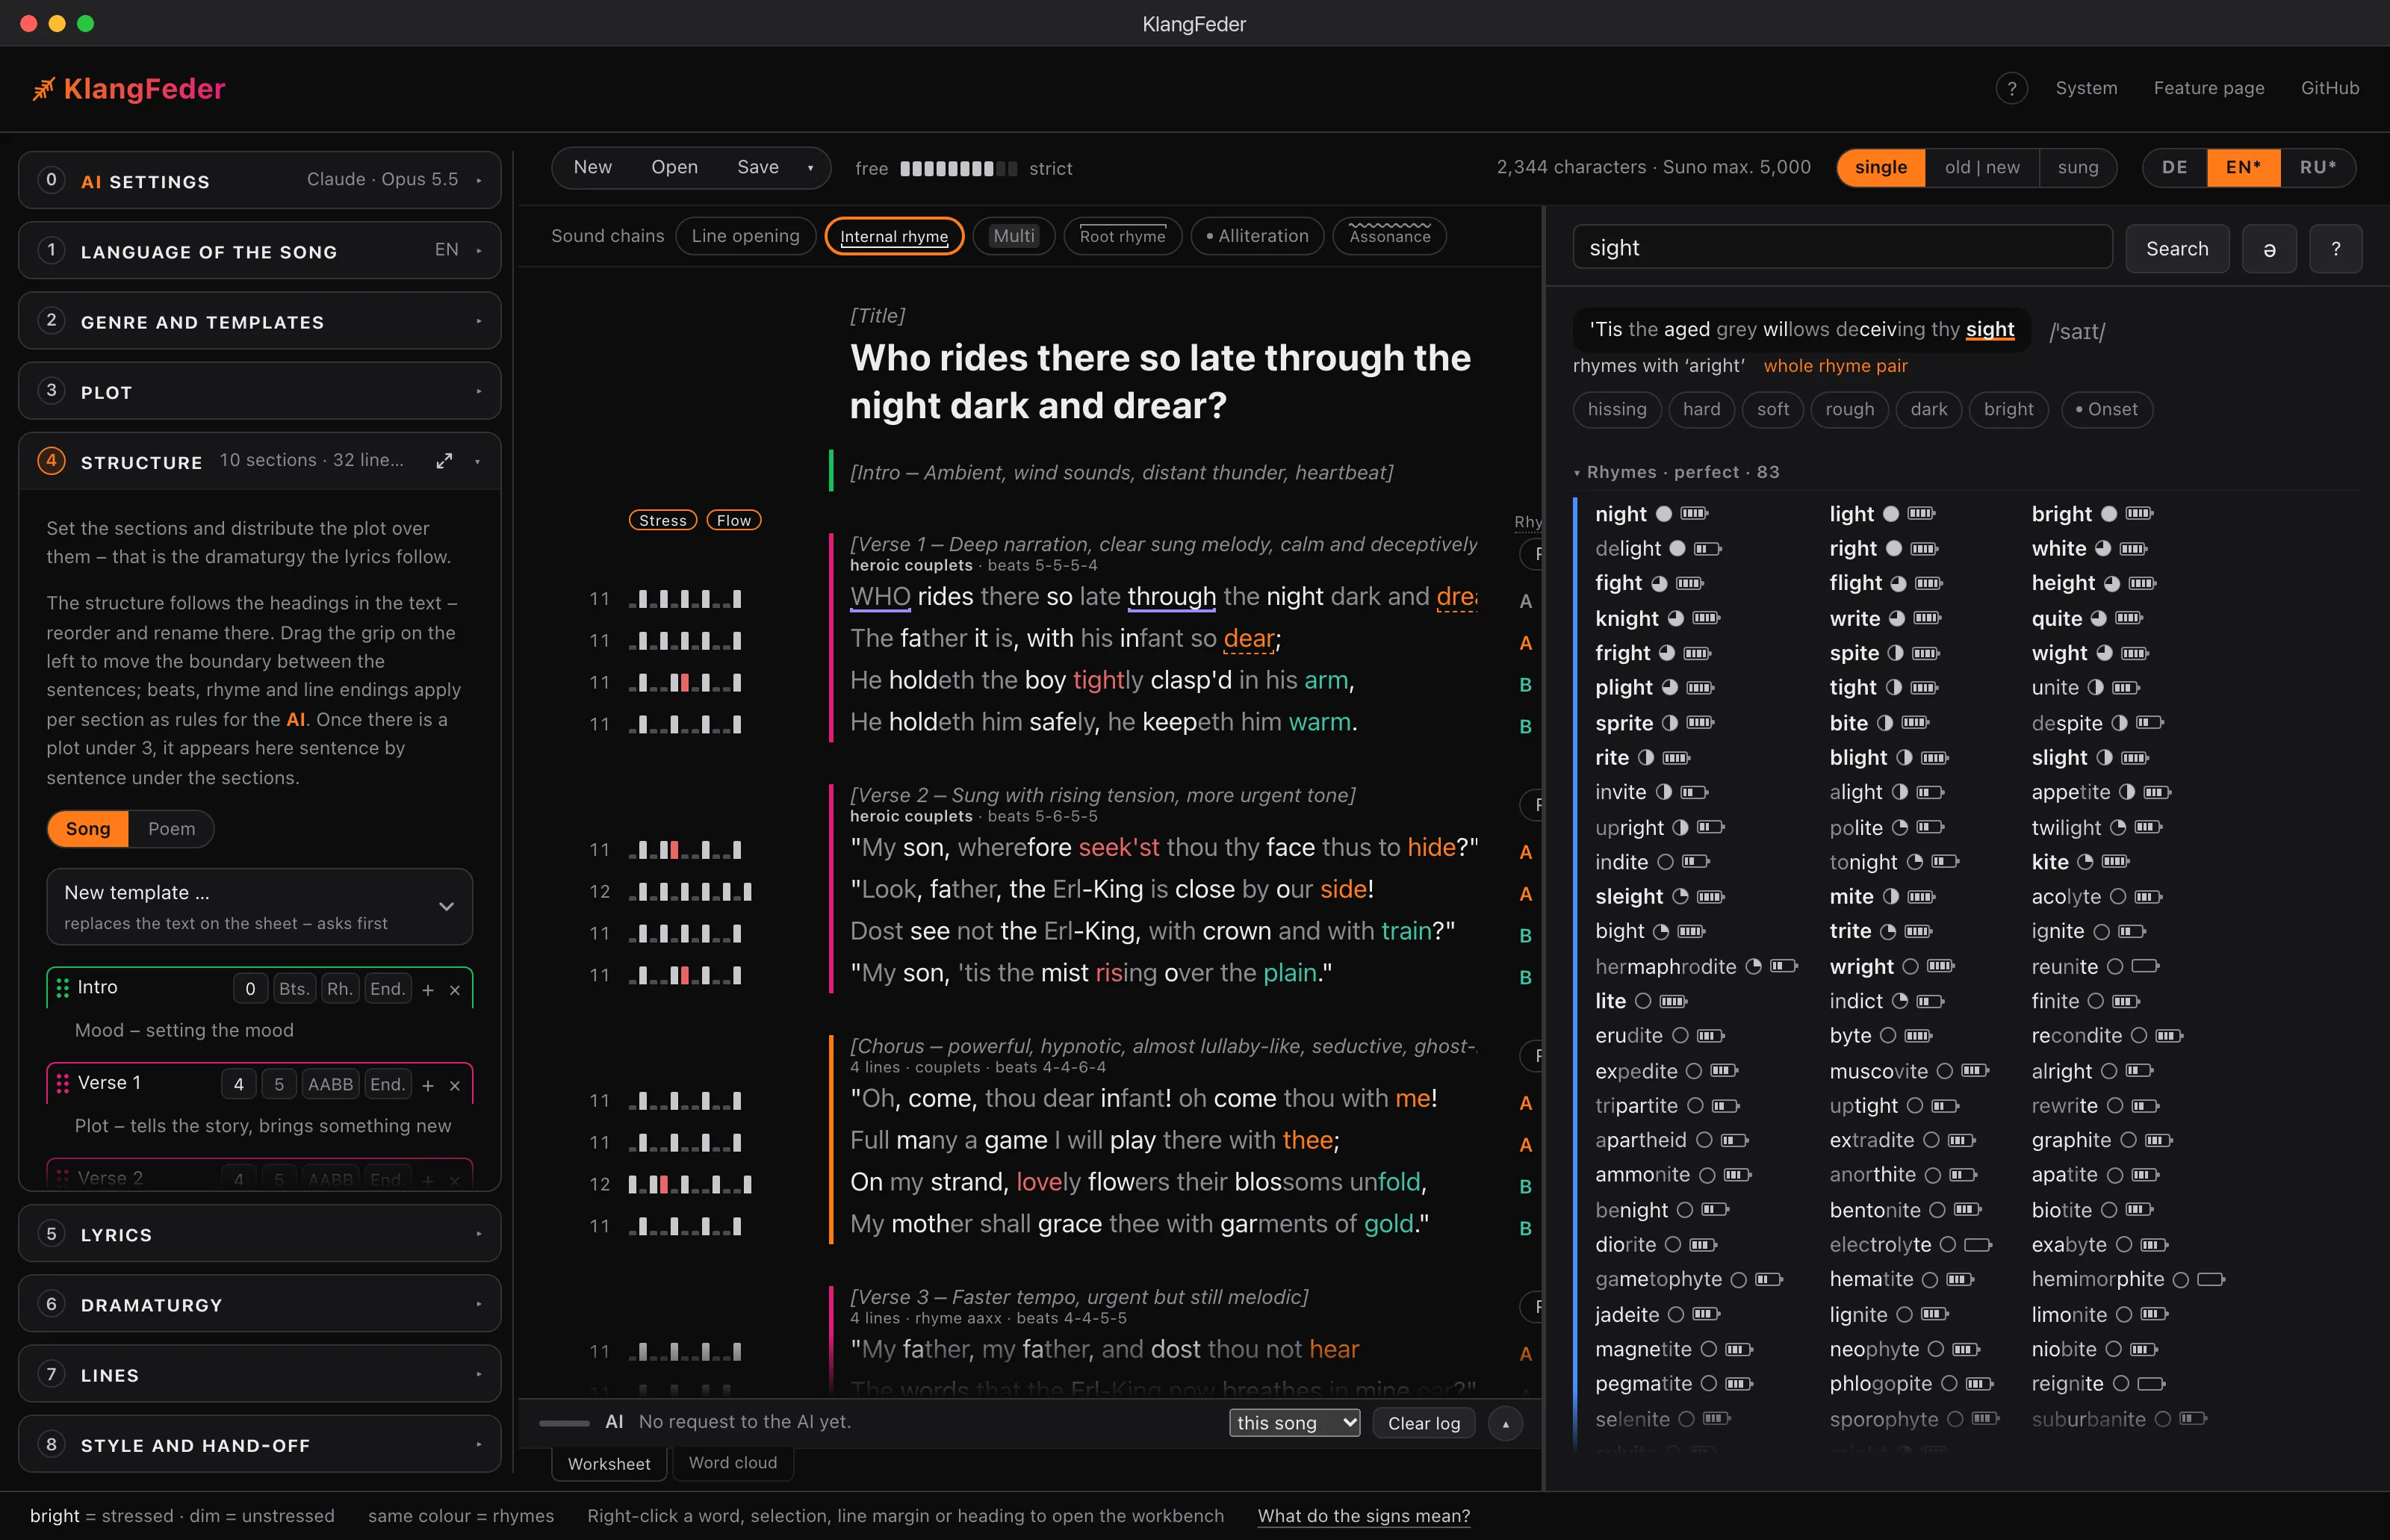 KlangFeder
KlangFeder
? System Feature page GitHub
0 AI SETTINGS Claude · Opus 5.5
1 LANGUAGE OF THE SONG EN
2 GENRE AND TEMPLATES
3 PLOT
4 STRUCTURE 10 sections · 32 line...
Set the sections and distribute the plot over
them – that is the dramaturgy the lyrics follow.
The structure follows the headings in the text –
reorder and rename there. Drag the grip on the
left to move the boundary between the
sentences; beats, rhyme and line endings apply
per section as rules for the AI. Once there is a
plot under 3, it appears here sentence by
sentence under the sections.
Song Poem
New template ...
replaces the text on the sheet – asks first
Intro 0 Bts. Rh. End. + ×
Mood – setting the mood
Verse 1 4 5 AABB End. + ×
Plot – tells the story, brings something new
Verse 2 4 5 AABB End. + ×
5 LYRICS
6 DRAMATURGY
7 LINES
8 STYLE AND HAND-OFF
New Open Save free strict 2,344 characters · Suno max. 5,000 single old | new sung DE EN* RU*
Sound chains Line opening Internal rhyme Multi Root rhyme • Alliteration Assonance
[Title]
Who rides there so late through the
night dark and drear?
[Intro – Ambient, wind sounds, distant thunder, heartbeat]
Stress Flow Rhy
[Verse 1 – Deep narration, clear sung melody, calm and deceptively
heroic couplets · beats 5-5-5-4
11 WHO rides there so late through the night dark and drea A
11 The father it is, with his infant so dear; A
11 He holdeth the boy tightly clasp'd in his arm, B
11 He holdeth him safely, he keepeth him warm. B
[Verse 2 – Sung with rising tension, more urgent tone]
heroic couplets · beats 5-6-5-5
11 "My son, wherefore seek'st thou thy face thus to hide?" A
12 "Look, father, the Erl-King is close by our side! A
11 Dost see not the Erl-King, with crown and with train?" B
11 "My son, 'tis the mist rising over the plain." B
[Chorus – powerful, hypnotic, almost lullaby-like, seductive, ghost-
4 lines · couplets · beats 4-4-6-4
11 "Oh, come, thou dear infant! oh come thou with me! A
11 Full many a game I will play there with thee; A
12 On my strand, lovely flowers their blossoms unfold, B
11 My mother shall grace thee with garments of gold." B
[Verse 3 – Faster tempo, urgent but still melodic]
4 lines · rhyme aaxx · beats 4-4-5-5
11 "My father, my father, and dost thou not hear A
11 The words that the Erl-King now breathes in mine ear?" A
AI No request to the AI yet. this song Clear log
Worksheet Word cloud
sight Search ə ?
'Tis the aged grey willows deceiving thy sight /ˈsaɪt/
rhymes with ‘aright’ whole rhyme pair
hissing hard soft rough dark bright • Onset
Rhymes · perfect · 83
night light bright
delight right white
fight flight height
knight write quite
fright spite wight
plight tight unite
sprite bite despite
rite blight slight
invite alight appetite
upright polite twilight
indite tonight kite
sleight mite acolyte
bight trite ignite
hermaphrodite wright reunite
lite indict finite
erudite byte recondite
expedite muscovite alright
tripartite uptight rewrite
apartheid extradite graphite
ammonite anorthite apatite
benight bentonite biotite
diorite electrolyte exabyte
gametophyte hematite hemimorphite
jadeite lignite limonite
magnetite neophyte niobite
pegmatite phlogopite reignite
selenite sporophyte suburbanite
bright = stressed · dim = unstressed same colour = rhymes Right-click a word, selection, line margin or heading to open the workbench What do the signs mean?